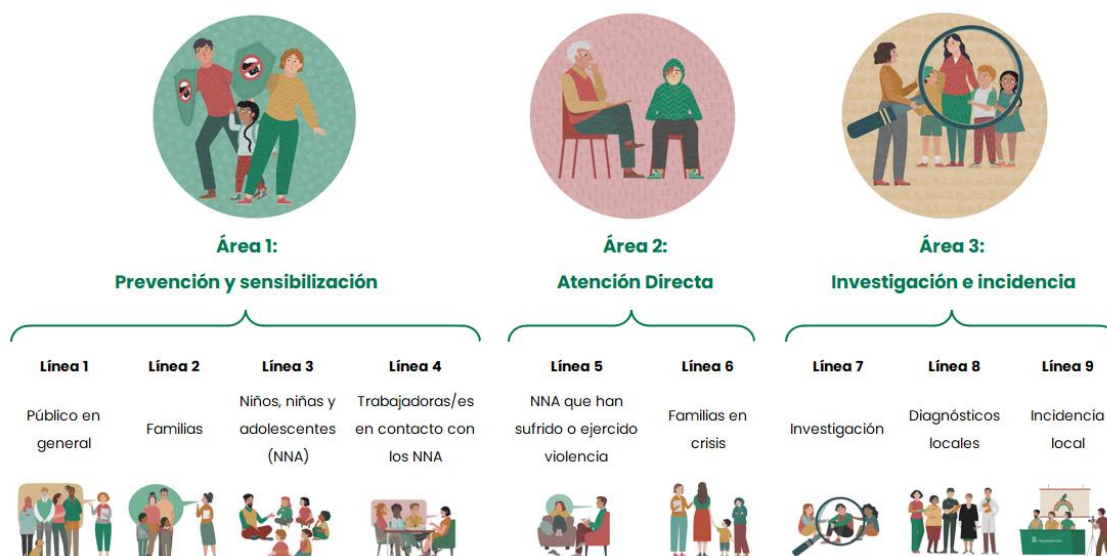 Área 1:
Prevención y sensibilización
Área 2:
Atención Directa
Área 3:
Investigación e incidencia
Línea 1
Público en
general
Línea 2
Familias
Línea 3
Niños, niñas y
adolescentes
(NNA)
Línea 4
Trabajadoras/es
en contacto con
los NNA
Línea 5
NNA que han
sufrido o ejercido
violencia
Línea 6
Familias en
crisis
Línea 7
Investigación
Línea 8
Diagnósticos
locales
Línea 9
Incidencia
local